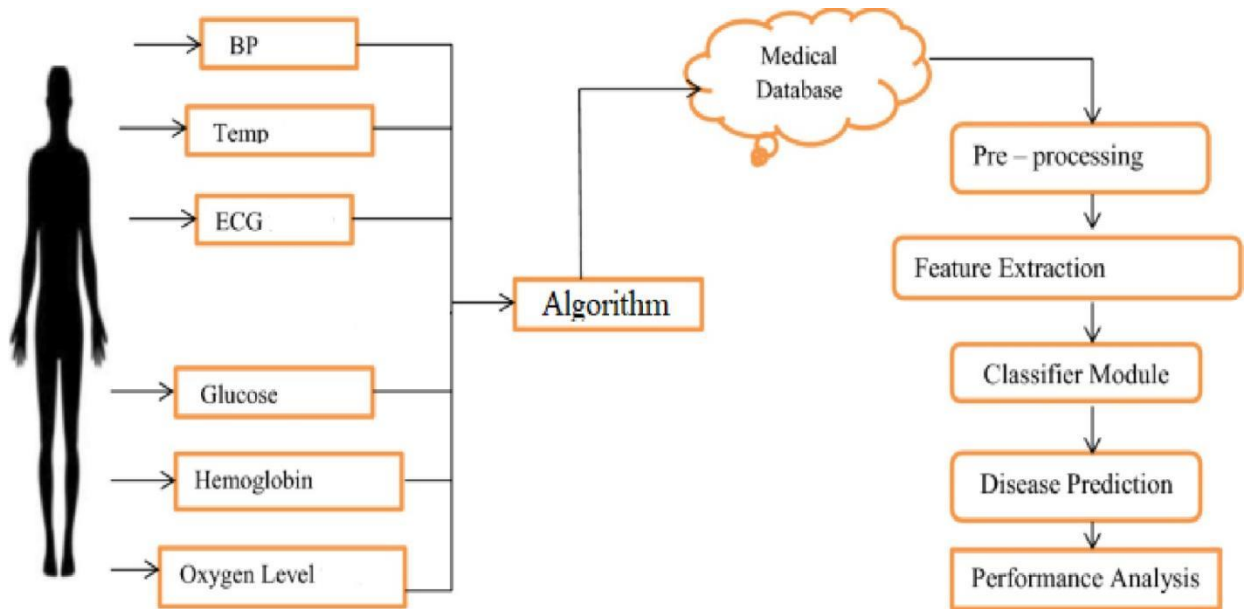 BP
Temp
ECG
Glucose
Hemoglobin
Oxygen Level
Algorithm
Medical
Database
Pre – processing
Feature Extraction
Classifier Module
Disease Prediction
Performance Analysis